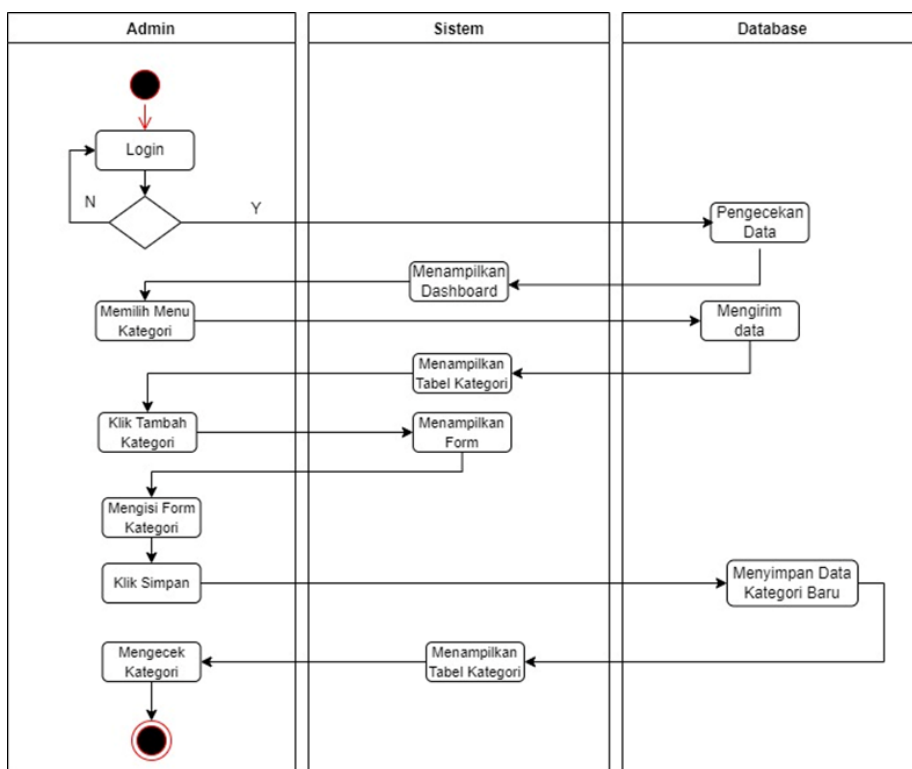 Admin
Sistem
Database
Login
N
Y
Pengecekan
Data
Menampilkan
Dashboard
Memilih Menu
Kategori
Mengirim
data
Menampilkan
Tabel Kategori
Klik Tambah
Kategori
Menampilkan
Form
Mengisi Form
Kategori
Klik Simpan
Menyimpan Data
Kategori Baru
Mengecek
Kategori
Menampilkan
Tabel Kategori